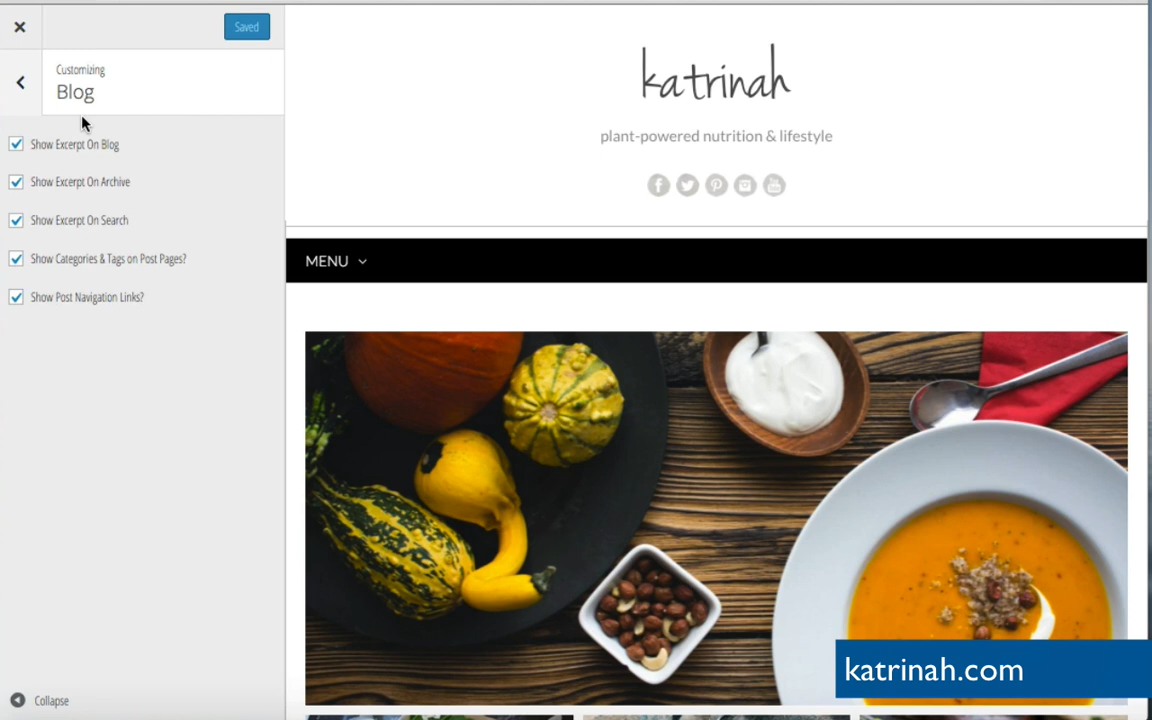 Saved
Customizing
Blog
Show Excerpt On Blog
Show Excerpt On Archive
Show Excerpt On Search
Show Categories & Tags on Post Pages?
Show Post Navigation Links?
Collapse
katrinah
plant-powered nutrition & lifestyle
MENU
katrinah.com